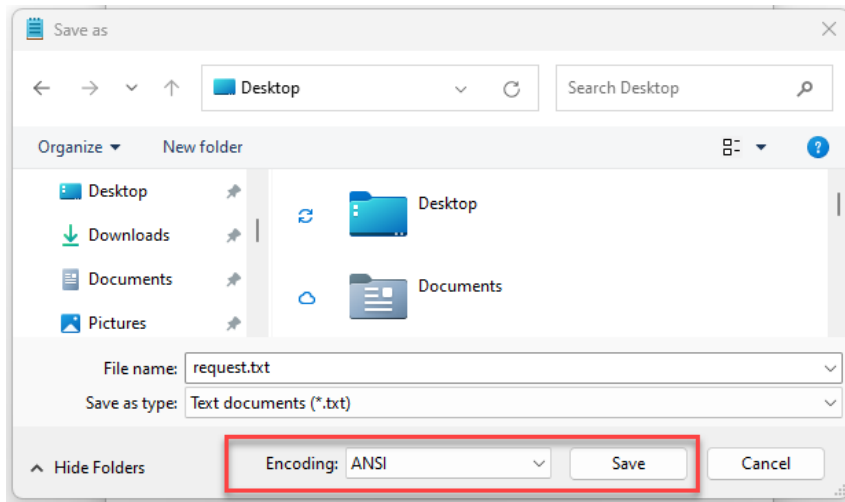 Save as
Desktop
Search Desktop
Organize
New folder
Desktop
Downloads
Documents
Pictures
Desktop
Documents
File name: request.txt
Save as type: Text documents (*.txt)
Hide Folders
Encoding: ANSI
Save
Cancel